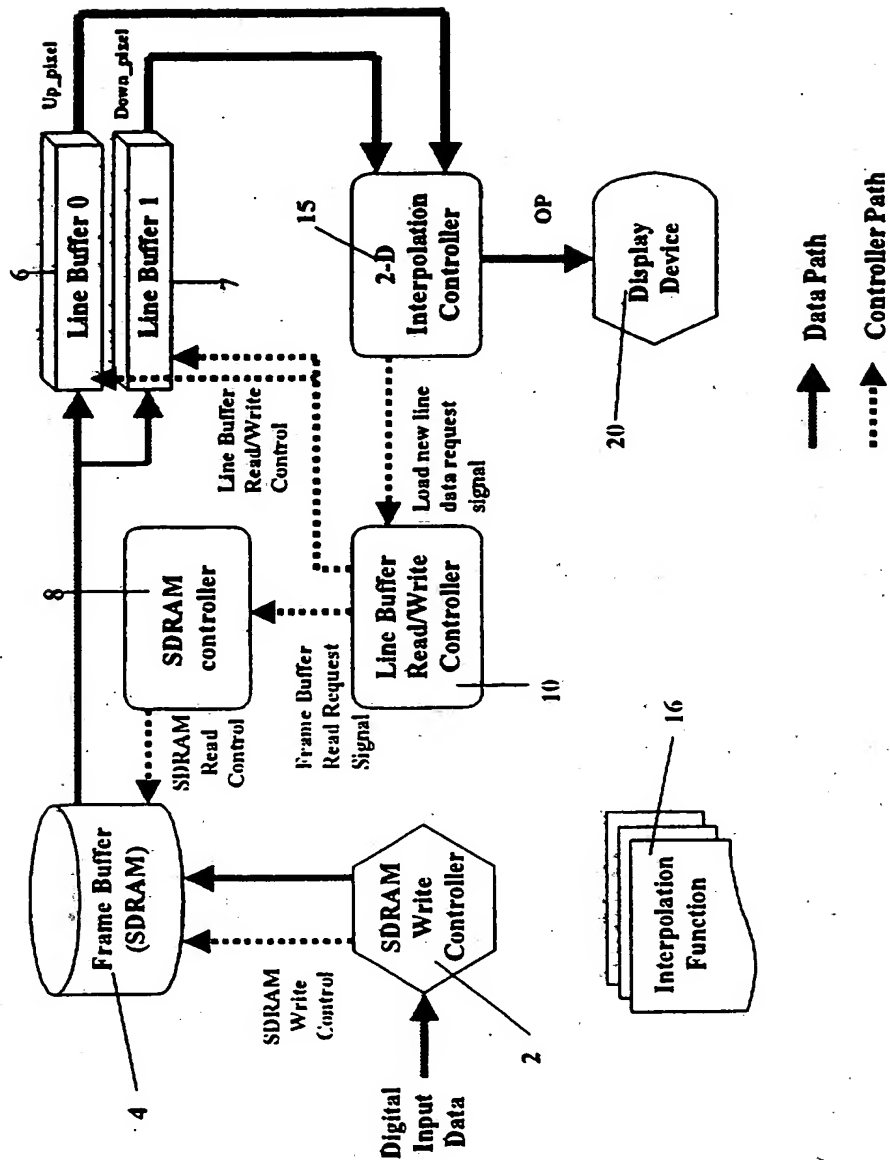 Up_pixel
Down_pixel
6
Line Buffer 0
Line Buffer 1
7
Line Buffer
Read/Write
Control
8
SDRAM
controller
SDRAM
Read
Control
Frame Buffer
(SDRAM)
4
15
2-D
Interpolation
Controller
OP
Load new line
data request
signal
Line Buffer
Read/Write
Controller
10
Frame Buffer
Read Request
Signal
SDRAM
Write
Control
SDRAM
Write
Controller
2
Digital
Input
Data
20
Display
Device
16
Interpolation
Function
Data Path
Controller Path